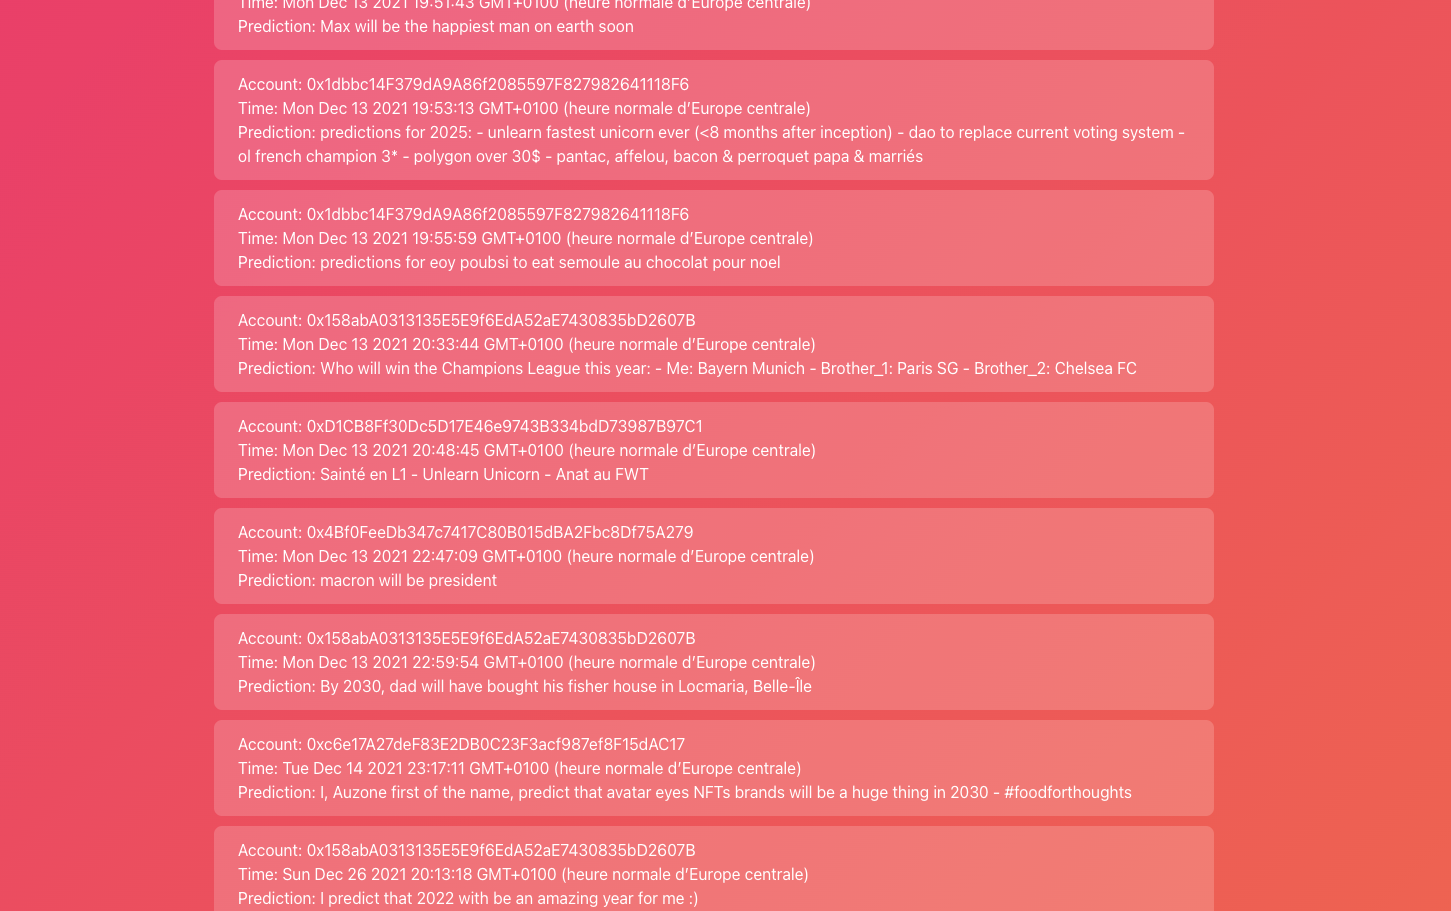 Time: Mon Dec 13 2021 19:51:43 GMT+0100 (heure normale d’Europe centrale)
Prediction: Max will be the happiest man on earth soon
Account: 0x1dbbc14F379dA9A86f2085597F827982641118F6
Time: Mon Dec 13 2021 19:53:13 GMT+0100 (heure normale d’Europe centrale)
Prediction: predictions for 2025: - unlearn fastest unicorn ever (<8 months after inception) - dao to replace current voting system -
ol french champion 3* - polygon over 30$ - pantac, affelou, bacon & perroquet papa & marriés
Account: 0x1dbbc14F379dA9A86f2085597F827982641118F6
Time: Mon Dec 13 2021 19:55:59 GMT+0100 (heure normale d’Europe centrale)
Prediction: predictions for eoy poubsi to eat semoule au chocolat pour noel
Account: 0x158abA0313135E5E9f6EdA52aE7430835bD2607B
Time: Mon Dec 13 2021 20:33:44 GMT+0100 (heure normale d’Europe centrale)
Prediction: Who will win the Champions League this year: - Me: Bayern Munich - Brother_1: Paris SG - Brother_2: Chelsea FC
Account: 0xD1CB8Ff30Dc5D17E46e9743B334bdD73987B97C1
Time: Mon Dec 13 2021 20:48:45 GMT+0100 (heure normale d’Europe centrale)
Prediction: Sainté en L1 - Unlearn Unicorn - Anat au FWT
Account: 0x4Bf0FeeDb347c7417C80B015dBA2Fbc8Df75A279
Time: Mon Dec 13 2021 22:47:09 GMT+0100 (heure normale d’Europe centrale)
Prediction: macron will be president
Account: 0x158abA0313135E5E9f6EdA52aE7430835bD2607B
Time: Mon Dec 13 2021 22:59:54 GMT+0100 (heure normale d’Europe centrale)
Prediction: By 2030, dad will have bought his fisher house in Locmaria, Belle-Île
Account: 0xc6e17A27deF83E2DB0C23F3acf987ef8F15dAC17
Time: Tue Dec 14 2021 23:17:11 GMT+0100 (heure normale d’Europe centrale)
Prediction: I, Auzone first of the name, predict that avatar eyes NFTs brands will be a huge thing in 2030 - #foodforthoughts
Account: 0x158abA0313135E5E9f6EdA52aE7430835bD2607B
Time: Sun Dec 26 2021 20:13:18 GMT+0100 (heure normale d’Europe centrale)
Prediction: I predict that 2022 with be an amazing year for me :)